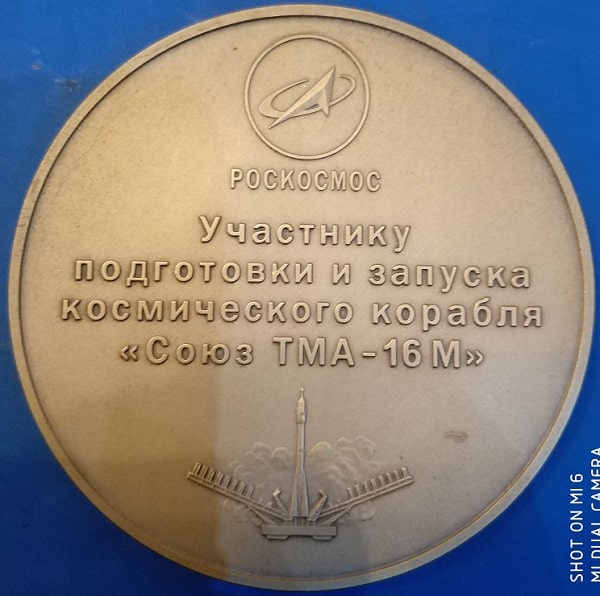 РОСКОСМОС
Участнику
подготовки и запуска
космического корабля
«Союз ТМА-16М»
SHOT ON MI 6
MI DUAL CAMERA